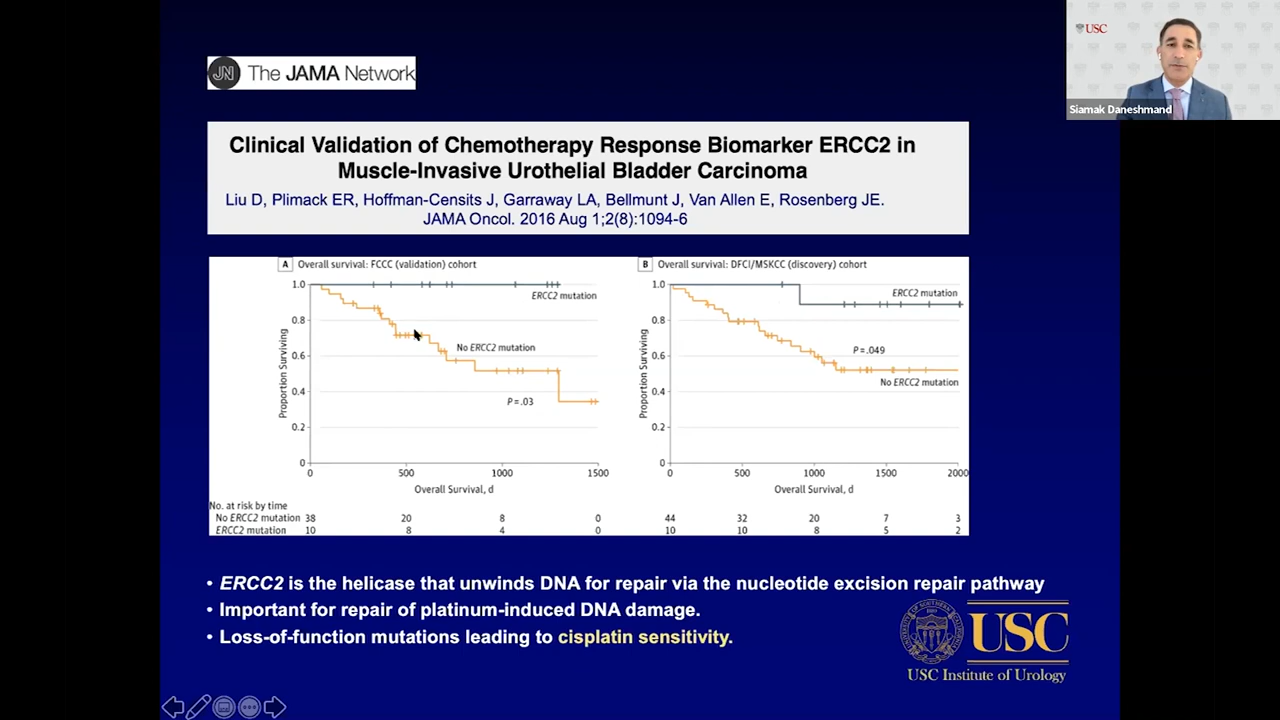 USC
Siamak Daneshmand
JN The JAMA Network
Clinical Validation of Chemotherapy Response Biomarker ERCC2 in
Muscle-Invasive Urothelial Bladder Carcinoma
Liu D, Plimack ER, Hoffman-Censits J, Garraway LA, Bellmunt J, Van Allen E, Rosenberg JE.
JAMA Oncol. 2016 Aug 1;2(8):1094-6
A Overall survival: FCCC (validation) cohort
1.0
0.8
0.6
0.4
0.2
0
Proportion Surviving
ERCC2 mutation
No ERCC2 mutation
P=.03
0 500 1000 1500
Overall Survival, d
B Overall survival: DFCI/MSKCC (discovery) cohort
1.0
0.8
0.6
0.4
0.2
0
Proportion Surviving
ERCC2 mutation
P=.049
No ERCC2 mutation
0 500 1000 1500 2000
Overall Survival, d
No. at risk by time
No ERCC2 mutation 38 20 8 0 44 32 20 7 3
ERCC2 mutation 10 8 4 0 10 10 8 5 2
• ERCC2 is the helicase that unwinds DNA for repair via the nucleotide excision repair pathway
• Important for repair of platinum-induced DNA damage.
• Loss-of-function mutations leading to cisplatin sensitivity.
USC
USC Institute of Urology